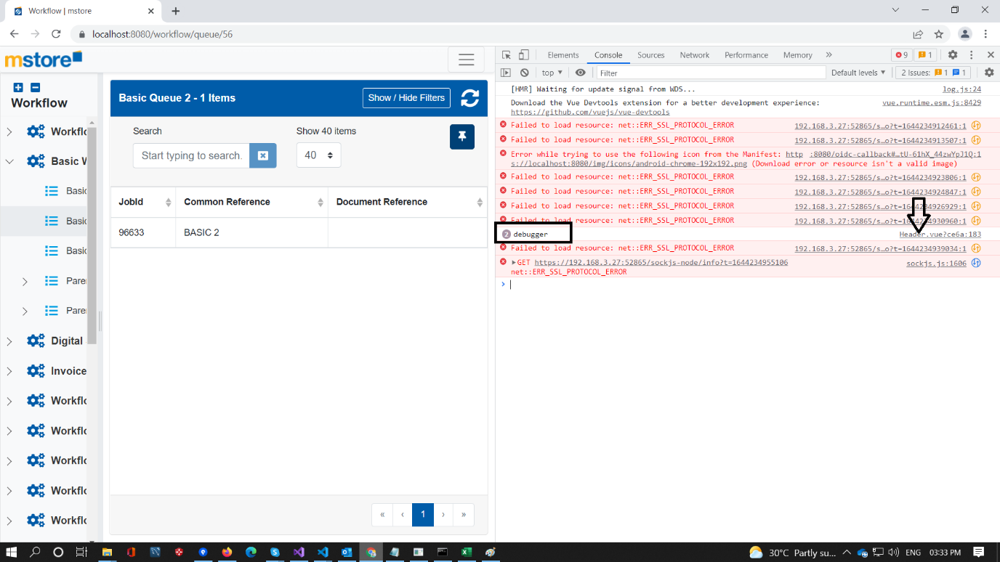 Workflow | mstore
localhost:8080/workflow/queue/56
mstore
Workflow
Workflo
Basic W
Basic
Basic
Basic
Pare
Pare
Digital
Invoice
Workflo
Workflo
Workflo
Workflo
Workflo
Basic Queue 2 - 1 Items
Show / Hide Filters
Search
Show 40 items
Start typing to search.
40
JobId
Common Reference
Document Reference
96633
BASIC 2
« ‹ 1 › »
Elements Console Sources Network Performance Memory » 9 1
top Filter Default levels 2 Issues: 1 1
[HMR] Waiting for update signal from WDS... log.js:24
Download the Vue Devtools extension for a better development experience: vue.runtime.esm.js:8429
https://github.com/vuejs/vue-devtools
Failed to load resource: net::ERR_SSL_PROTOCOL_ERROR 192.168.3.27:52865/s…o?t=1644234912461:1
Failed to load resource: net::ERR_SSL_PROTOCOL_ERROR 192.168.3.27:52865/s…o?t=1644234913507:1
Error while trying to use the following icon from the Manifest: http :8080/oidc-callback#…tU-61hX_44zwYpJ1Q:1
s://localhost:8080/img/icons/android-chrome-192x192.png (Download error or resource isn't a valid image)
Failed to load resource: net::ERR_SSL_PROTOCOL_ERROR 192.168.3.27:52865/s…o?t=1644234923806:1
Failed to load resource: net::ERR_SSL_PROTOCOL_ERROR 192.168.3.27:52865/s…o?t=1644234924847:1
Failed to load resource: net::ERR_SSL_PROTOCOL_ERROR 192.168.3.27:52865/s…o?t=1644234926929:1
Failed to load resource: net::ERR_SSL_PROTOCOL_ERROR 192.168.3.27:52865/s…o?t=1644234930960:1
2 debugger Header.vue?ce6a:183
Failed to load resource: net::ERR_SSL_PROTOCOL_ERROR 192.168.3.27:52865/s…o?t=1644234939034:1
GET https://192.168.3.27:52865/sockjs-node/info?t=1644234955106 sockjs.js:1606
net::ERR_SSL_PROTOCOL_ERROR
30°C Partly su... ENG 03:33 PM